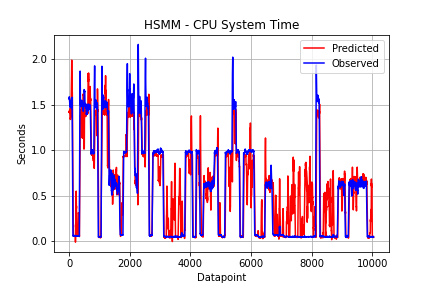 HSMM - CPU System Time
Predicted
Observed
2.0
1.5
1.0
0.5
0.0
Seconds
0 2000 4000 6000 8000 10000
Datapoint